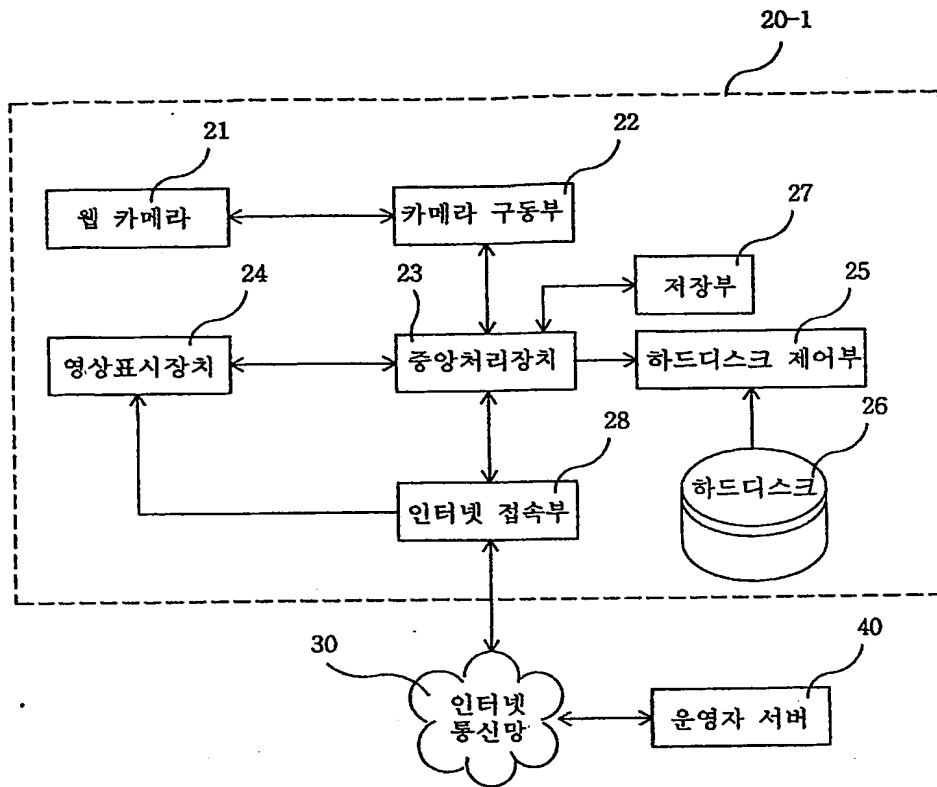 20-1
21
22
웹 카메라
카메라 구동부
27
저장부
24
23
25
영상표시장치
중앙처리장치
하드디스크 제어부
28
26
인터넷 접속부
하드디스크
30
40
인터넷
통신망
운영자 서버